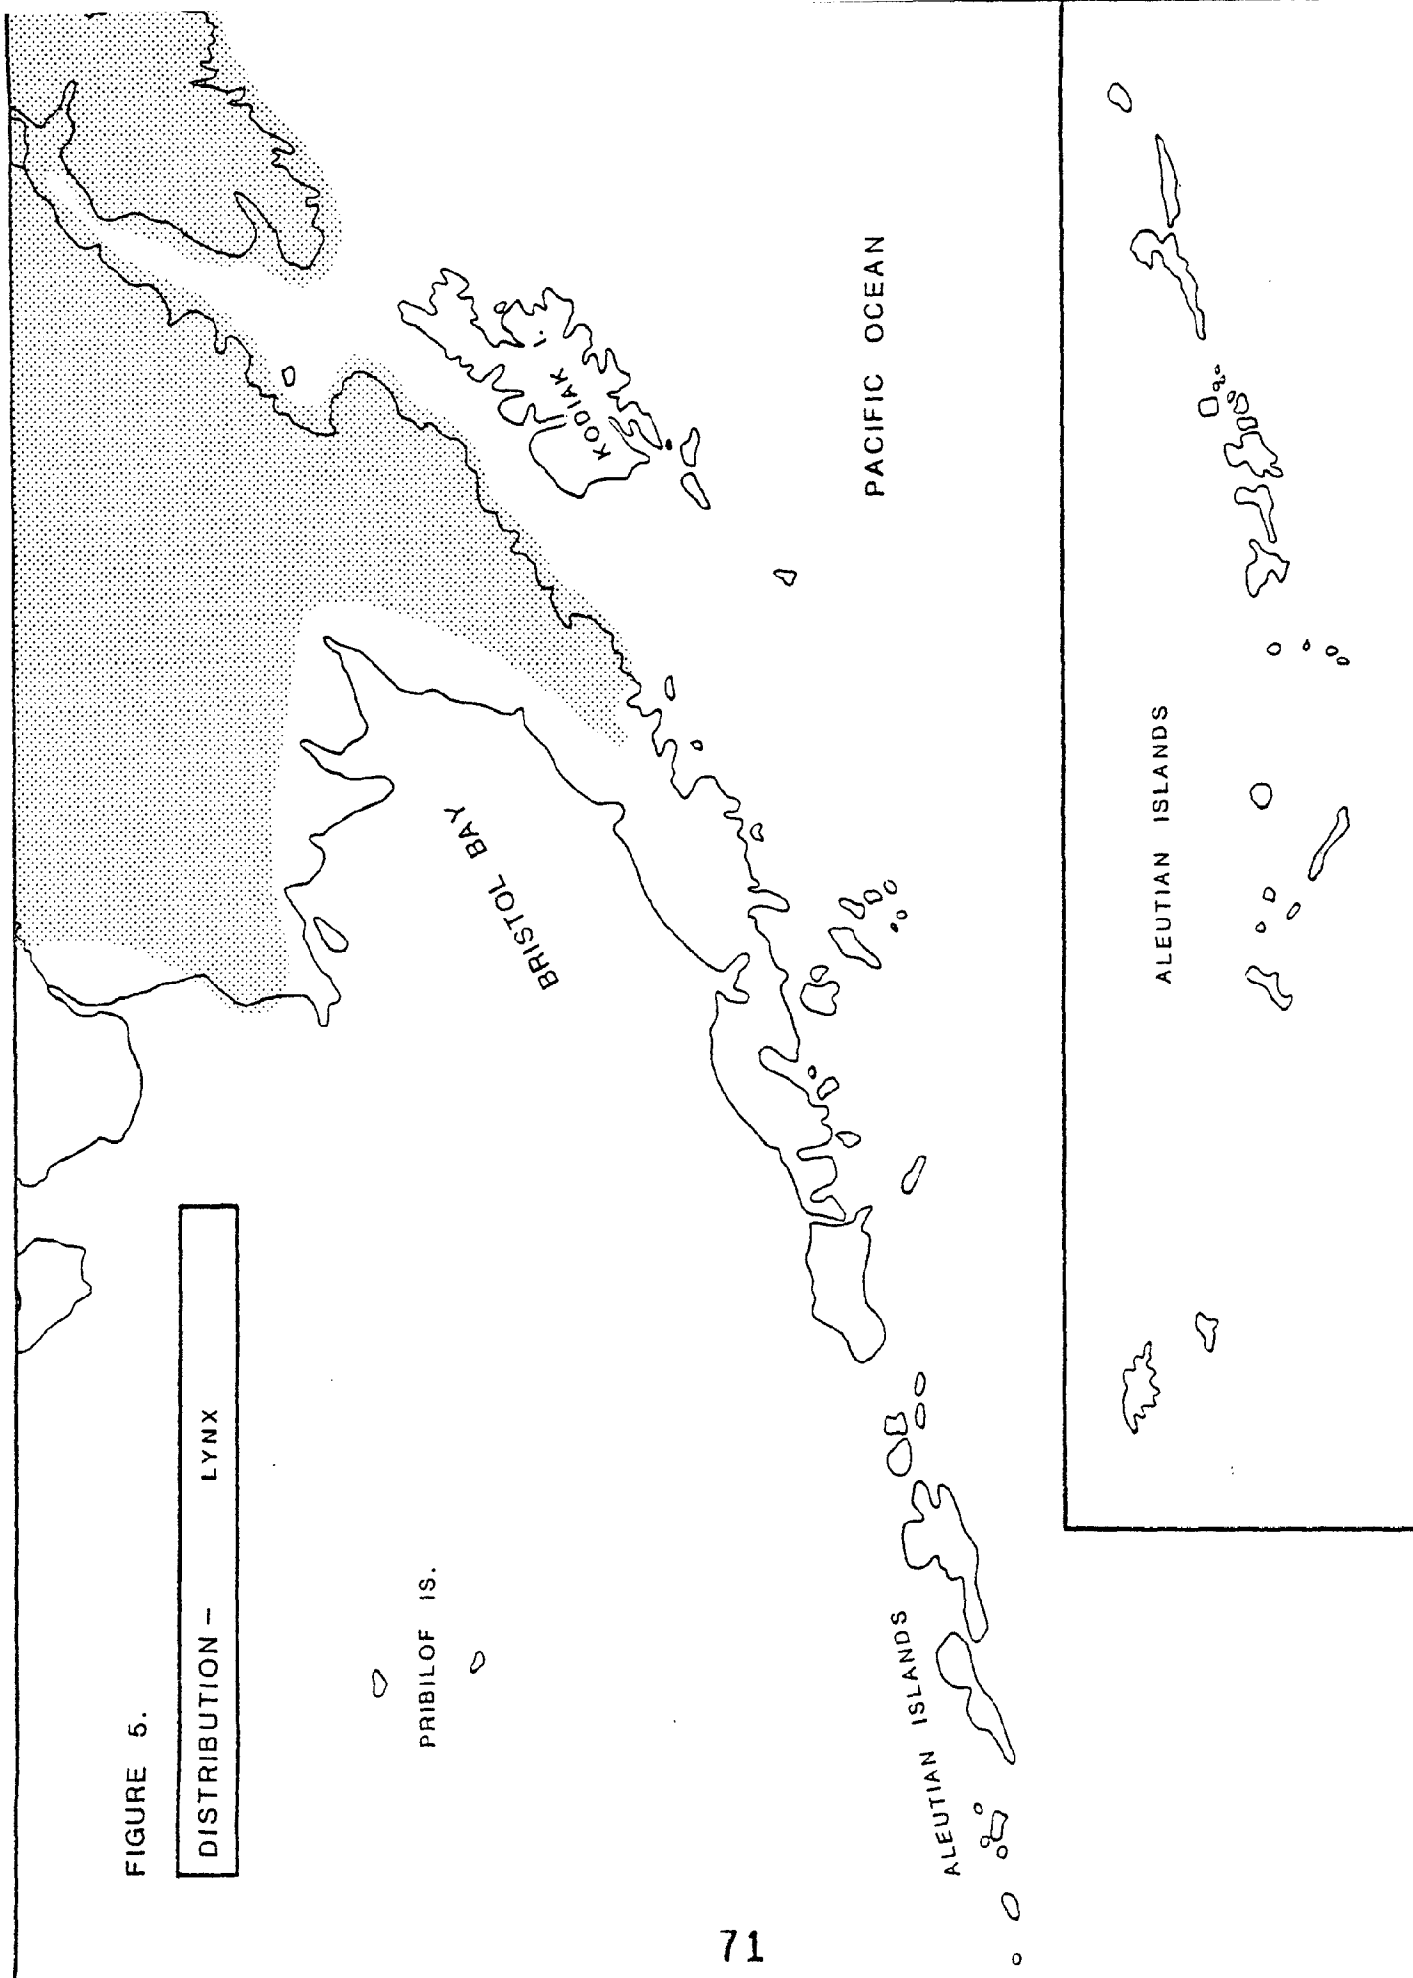 FIGURE 5.
DISTRIBUTION – LYNX
PRIBILOF IS.
BRISTOL BAY
KODIAK I.
PACIFIC OCEAN
ALEUTIAN ISLANDS
ALEUTIAN ISLANDS
71